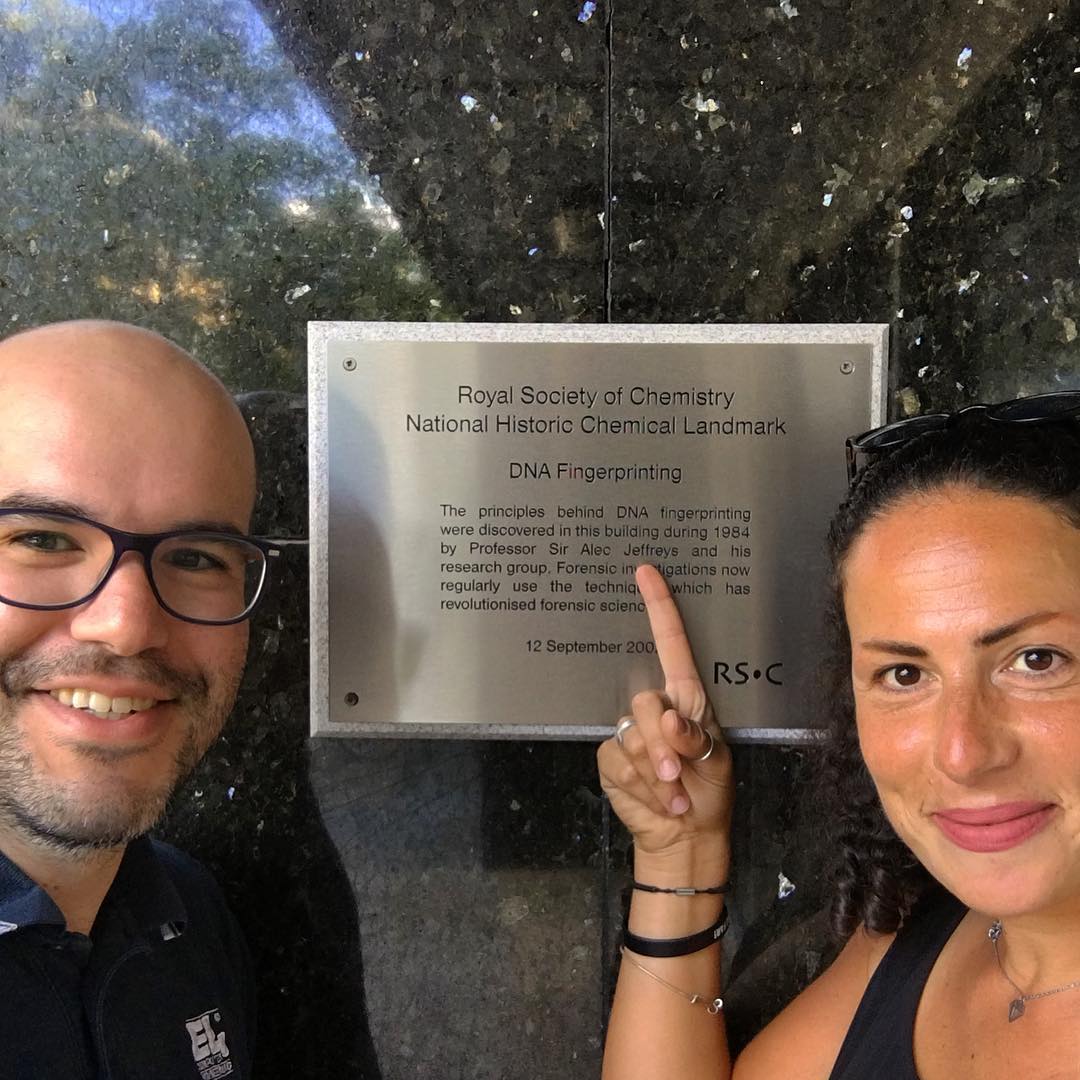 Royal Society of Chemistry
National Historic Chemical Landmark
DNA Fingerprinting
The principles behind DNA fingerprinting
were discovered in this building during 1984
by Professor Sir Alec Jeffreys and his
research group. Forensic now
regularly use the which has
revolutionised forensic
12 September
RS•C